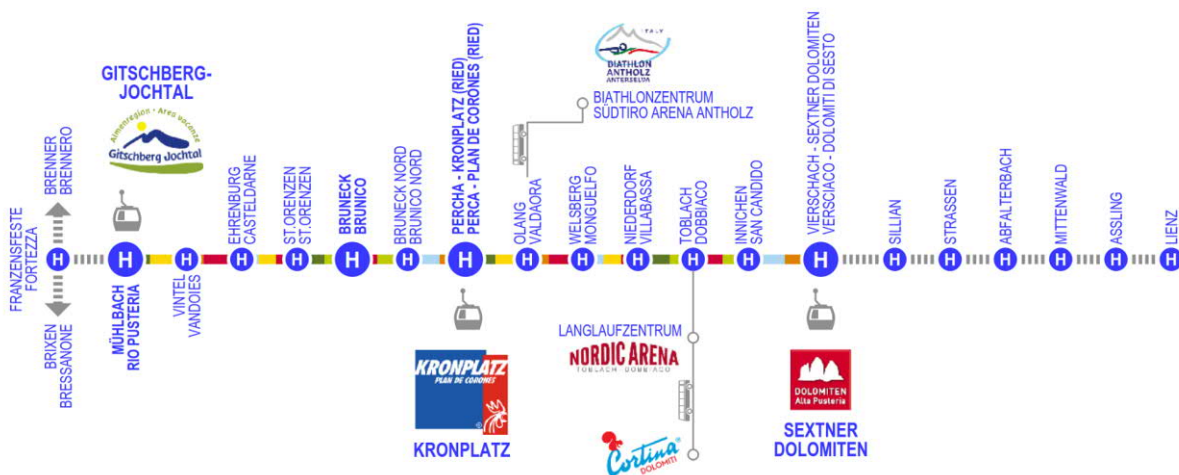 GITSCHBERG-
JOCHTAL
Almenregion · Area vacanze
Gitschberg Jochtal
ITALY
BIATHLON
ANTHOLZ
ANTERSELVA
BIATHLONZENTRUM
SÜDTIRO ARENA ANTHOLZ
FRANZENSFESTE
FORTEZZA
BRENNER
BRENNERO
BRIXEN
BRESSANONE
MÜHLBACH
RIO PUSTERIA
VINTEL
VANDOIES
EHRENBURG
CASTELDARNE
ST.ORENZEN
ST.ORENZEN
BRUNECK
BRUNICO
BRUNECK NORD
BRUNICO NORD
PERCHA - KRONPLATZ (RIED)
PERCA - PLAN DE CORONES (RIED)
OLANG
VALDAORA
WELSBERG
MONGUELFO
NIEDERDORF
VILLABASSA
TOBLACH
DOBBIACO
INNICHEN
SAN CANDIDO
VIERSCHACH - SEXTNER DOLOMITEN
VERSCIACO - DOLOMITI DI SESTO
SILLIAN
STRASSEN
ABFALTERBACH
MITTENWALD
ASSLING
LIENZ
H H H H H H H H H H H H H H H H H H H H
KRONPLATZ
PLAN DE CORONES
®
KRONPLATZ
LANGLAUFZENTRUM
NORDIC ARENA
TOBLACH - DOBBIACO
Cortina®
DOLOMITI
DOLOMITEN
Alta Pusteria
SEXTNER
DOLOMITEN